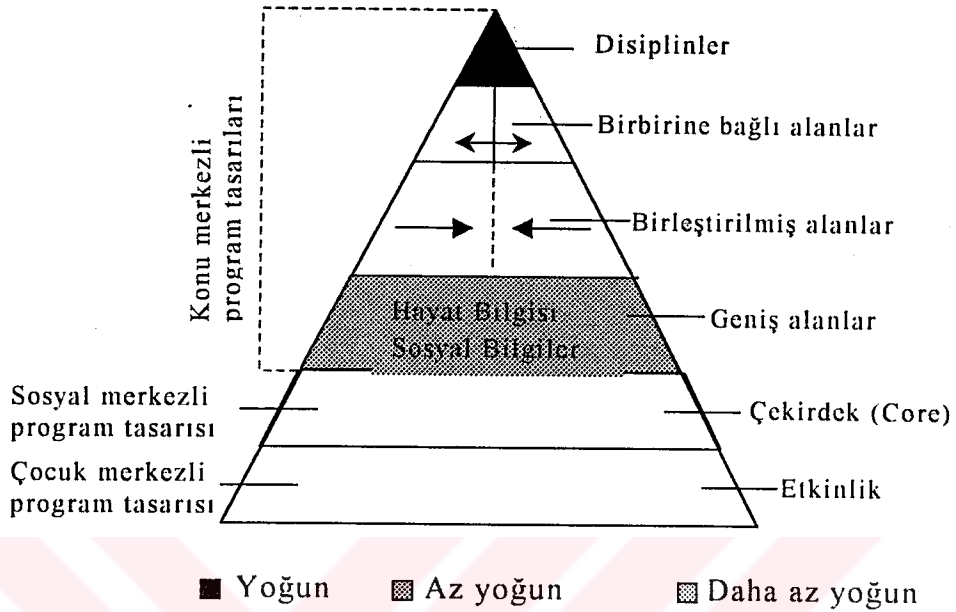 Disiplinler
Birbirine bağlı alanlar
Konu merkezli
program tasarıları
Birleştirilmiş alanlar
Hayat Bilgisi
Sosyal Bilgiler
Geniş alanlar
Sosyal merkezli
program tasarısı
Çekirdek (Core)
Çocuk merkezli
program tasarısı
Etkinlik
Yoğun Az yoğun Daha az yoğun